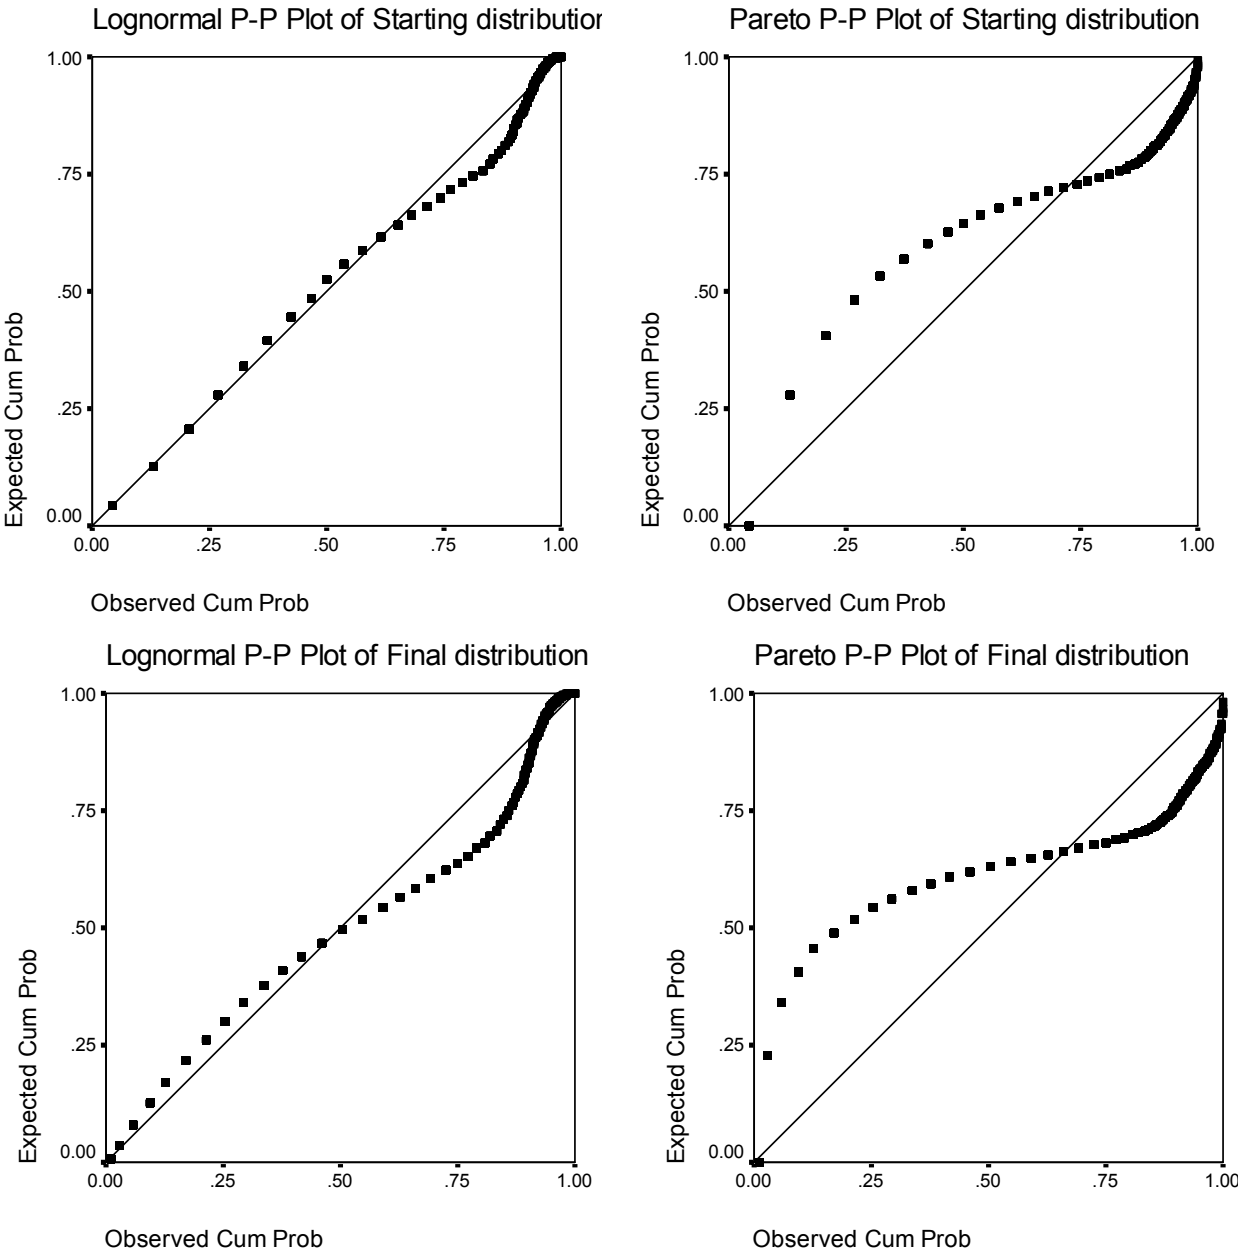 Lognormal P-P Plot of Starting distribution
1.00
.75
.50
.25
0.00
Expected Cum Prob
0.00 .25 .50 .75 1.00
Observed Cum Prob
Pareto P-P Plot of Starting distribution
1.00
.75
.50
.25
0.00
Expected Cum Prob
0.00 .25 .50 .75 1.00
Observed Cum Prob
Lognormal P-P Plot of Final distribution
1.00
.75
.50
.25
0.00
Expected Cum Prob
0.00 .25 .50 .75 1.00
Observed Cum Prob
Pareto P-P Plot of Final distribution
1.00
.75
.50
.25
0.00
Expected Cum Prob
0.00 .25 .50 .75 1.00
Observed Cum Prob